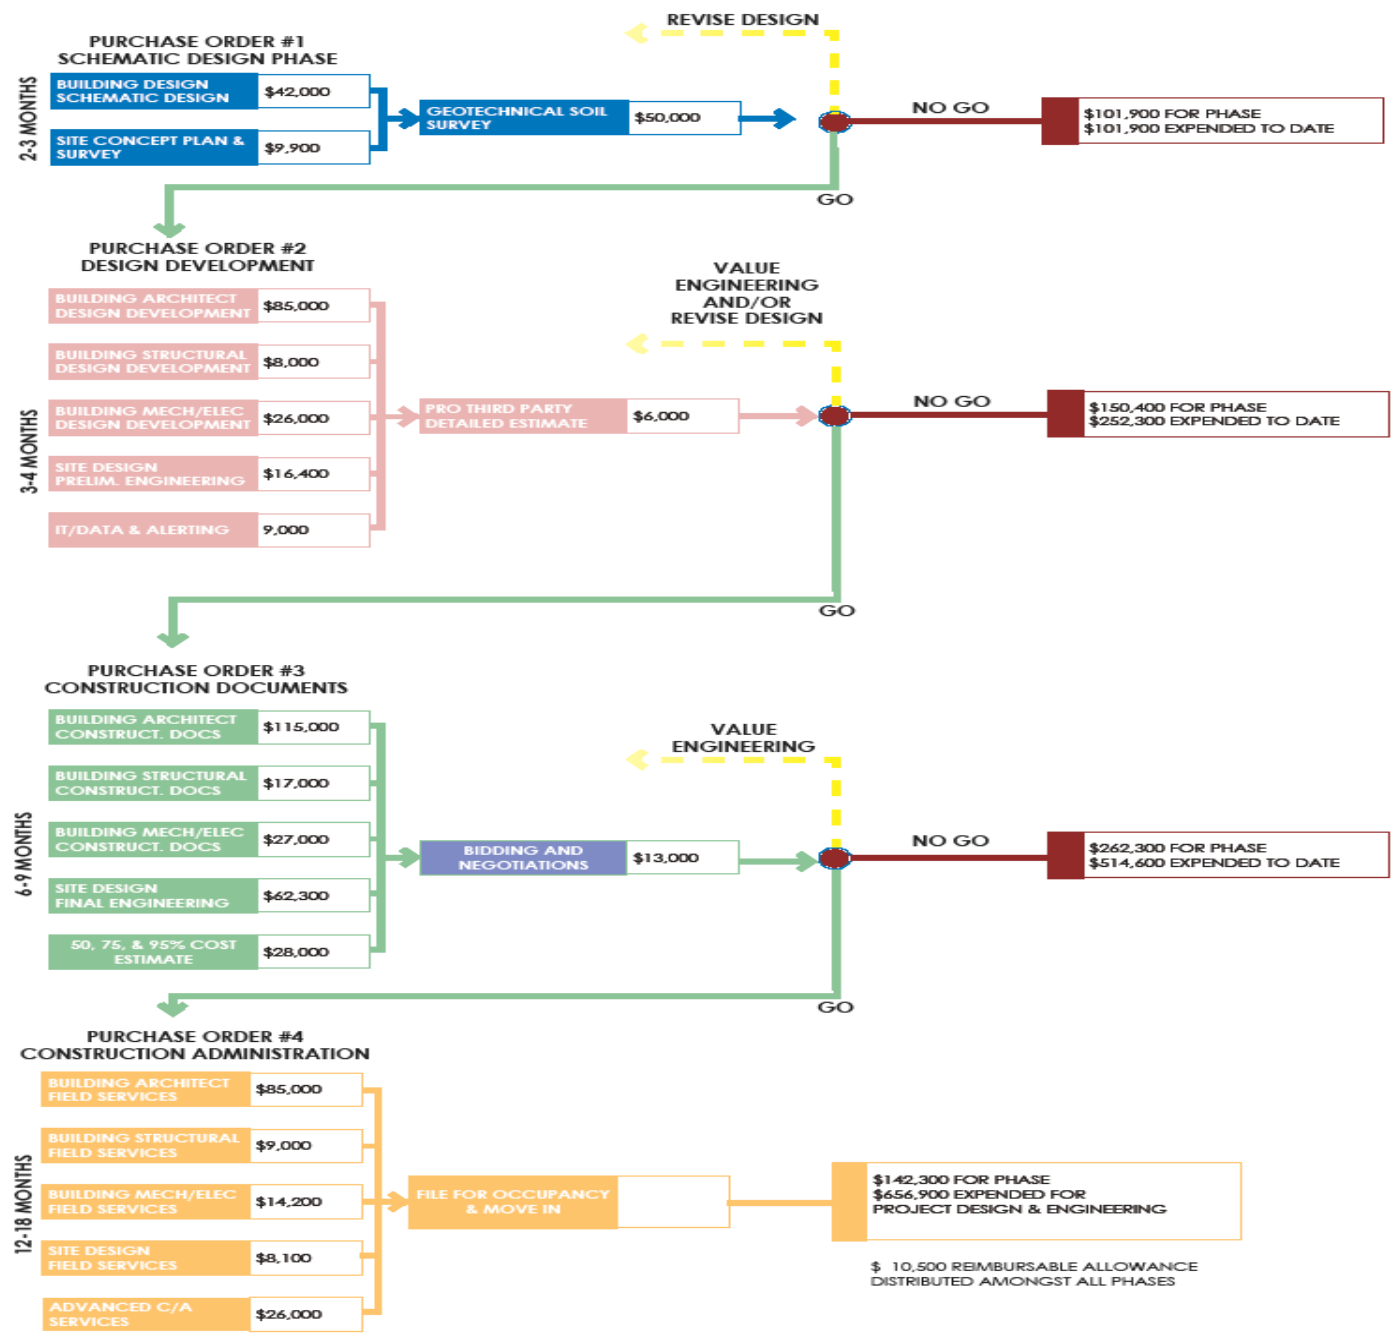 REVISE DESIGN
PURCHASE ORDER #1
SCHEMATIC DESIGN PHASE
2-3 MONTHS
BUILDING DESIGN
SCHEMATIC DESIGN
$42,000
SITE CONCEPT PLAN &
SURVEY
$9,900
GEOTECHNICAL SOIL
SURVEY
$50,000
NO GO
$101,900 FOR PHASE
$101,900 EXPENDED TO DATE
GO
PURCHASE ORDER #2
DESIGN DEVELOPMENT
VALUE
ENGINEERING
AND/OR
REVISE DESIGN
3-4 MONTHS
BUILDING ARCHITECT
DESIGN DEVELOPMENT
$85,000
BUILDING STRUCTURAL
DESIGN DEVELOPMENT
$8,000
BUILDING MECH/ELEC
DESIGN DEVELOPMENT
$26,000
SITE DESIGN
PRELIM. ENGINEERING
$16,400
IT/DATA & ALERTING
9,000
PRO THIRD PARTY
DETAILED ESTIMATE
$6,000
NO GO
$150,400 FOR PHASE
$252,300 EXPENDED TO DATE
GO
PURCHASE ORDER #3
CONSTRUCTION DOCUMENTS
VALUE
ENGINEERING
6-9 MONTHS
BUILDING ARCHITECT
CONSTRUCT. DOCS
$115,000
BUILDING STRUCTURAL
CONSTRUCT. DOCS
$17,000
BUILDING MECH/ELEC
CONSTRUCT. DOCS
$27,000
SITE DESIGN
FINAL ENGINEERING
$62,300
50, 75, & 95% COST
ESTIMATE
$28,000
BIDDING AND
NEGOTIATIONS
$13,000
NO GO
$262,300 FOR PHASE
$514,600 EXPENDED TO DATE
GO
PURCHASE ORDER #4
CONSTRUCTION ADMINISTRATION
12-18 MONTHS
BUILDING ARCHITECT
FIELD SERVICES
$85,000
BUILDING STRUCTURAL
FIELD SERVICES
$9,000
BUILDING MECH/ELEC
FIELD SERVICES
$14,200
SITE DESIGN
FIELD SERVICES
$8,100
ADVANCED C/A
SERVICES
$26,000
FILE FOR OCCUPANCY
& MOVE IN
$142,300 FOR PHASE
$656,900 EXPENDED FOR
PROJECT DESIGN & ENGINEERING
$ 10,500 REIMBURSABLE ALLOWANCE
DISTRIBUTED AMONGST ALL PHASES